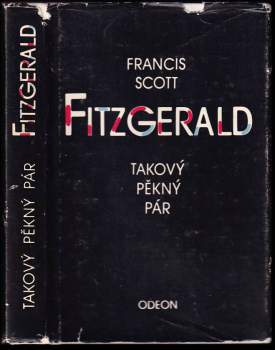 TAKOVÝ PĚKNÝ PÁR FITZGERALD
FRANCIS
SCOTT
FITZGERALD
TAKOVÝ
PĚKNÝ
PÁR
ODEON